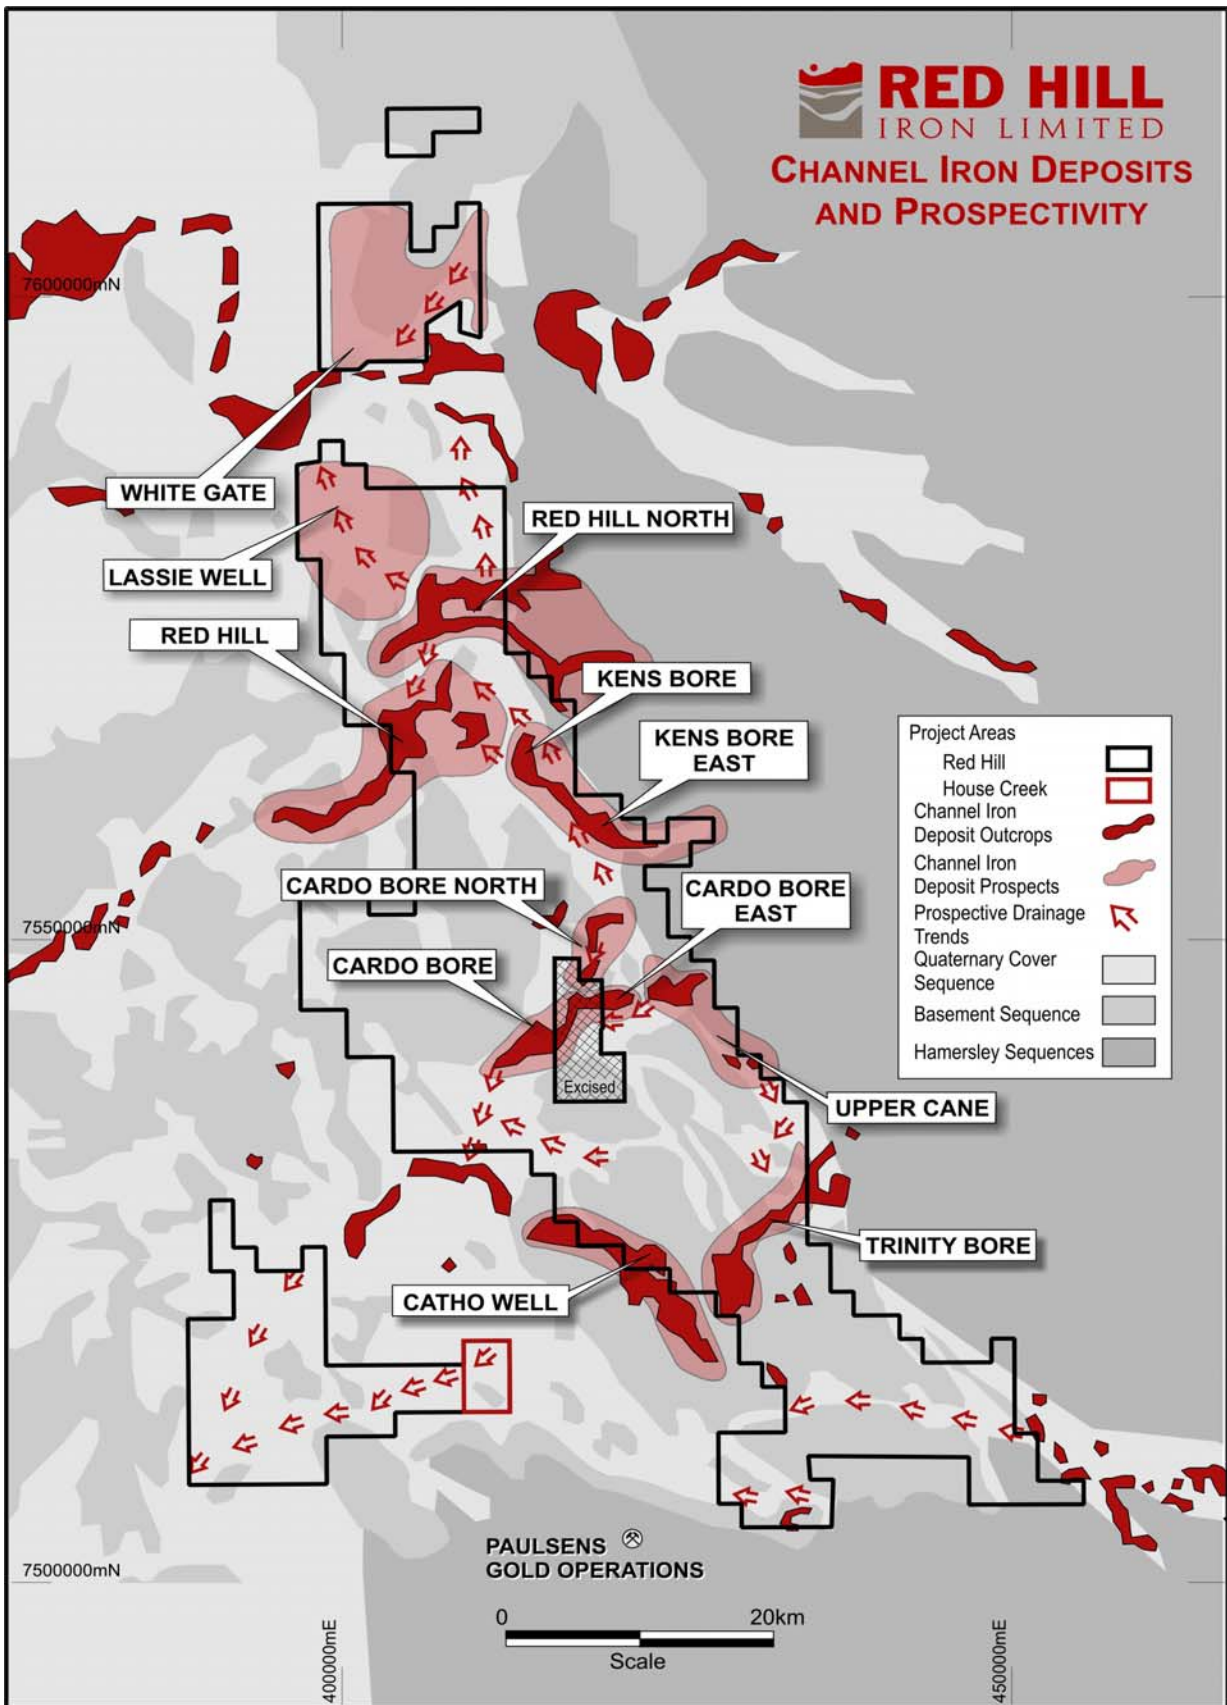 RED HILL
IRON LIMITED
CHANNEL IRON DEPOSITS
AND PROSPECTIVITY
7600000mN
WHITE GATE
RED HILL NORTH
LASSIE WELL
RED HILL
KENS BORE
KENS BORE
EAST
Project Areas
Red Hill
House Creek
Channel Iron
Deposit Outcrops
Channel Iron
Deposit Prospects
Prospective Drainage
Trends
Quaternary Cover
Sequence
Basement Sequence
Hamersley Sequences
CARDO BORE NORTH
CARDO BORE
EAST
7550000mN
CARDO BORE
Excised
UPPER CANE
TRINITY BORE
CATHO WELL
PAULSENS
GOLD OPERATIONS
7500000mN
0 20km
Scale
400000mE
450000mE